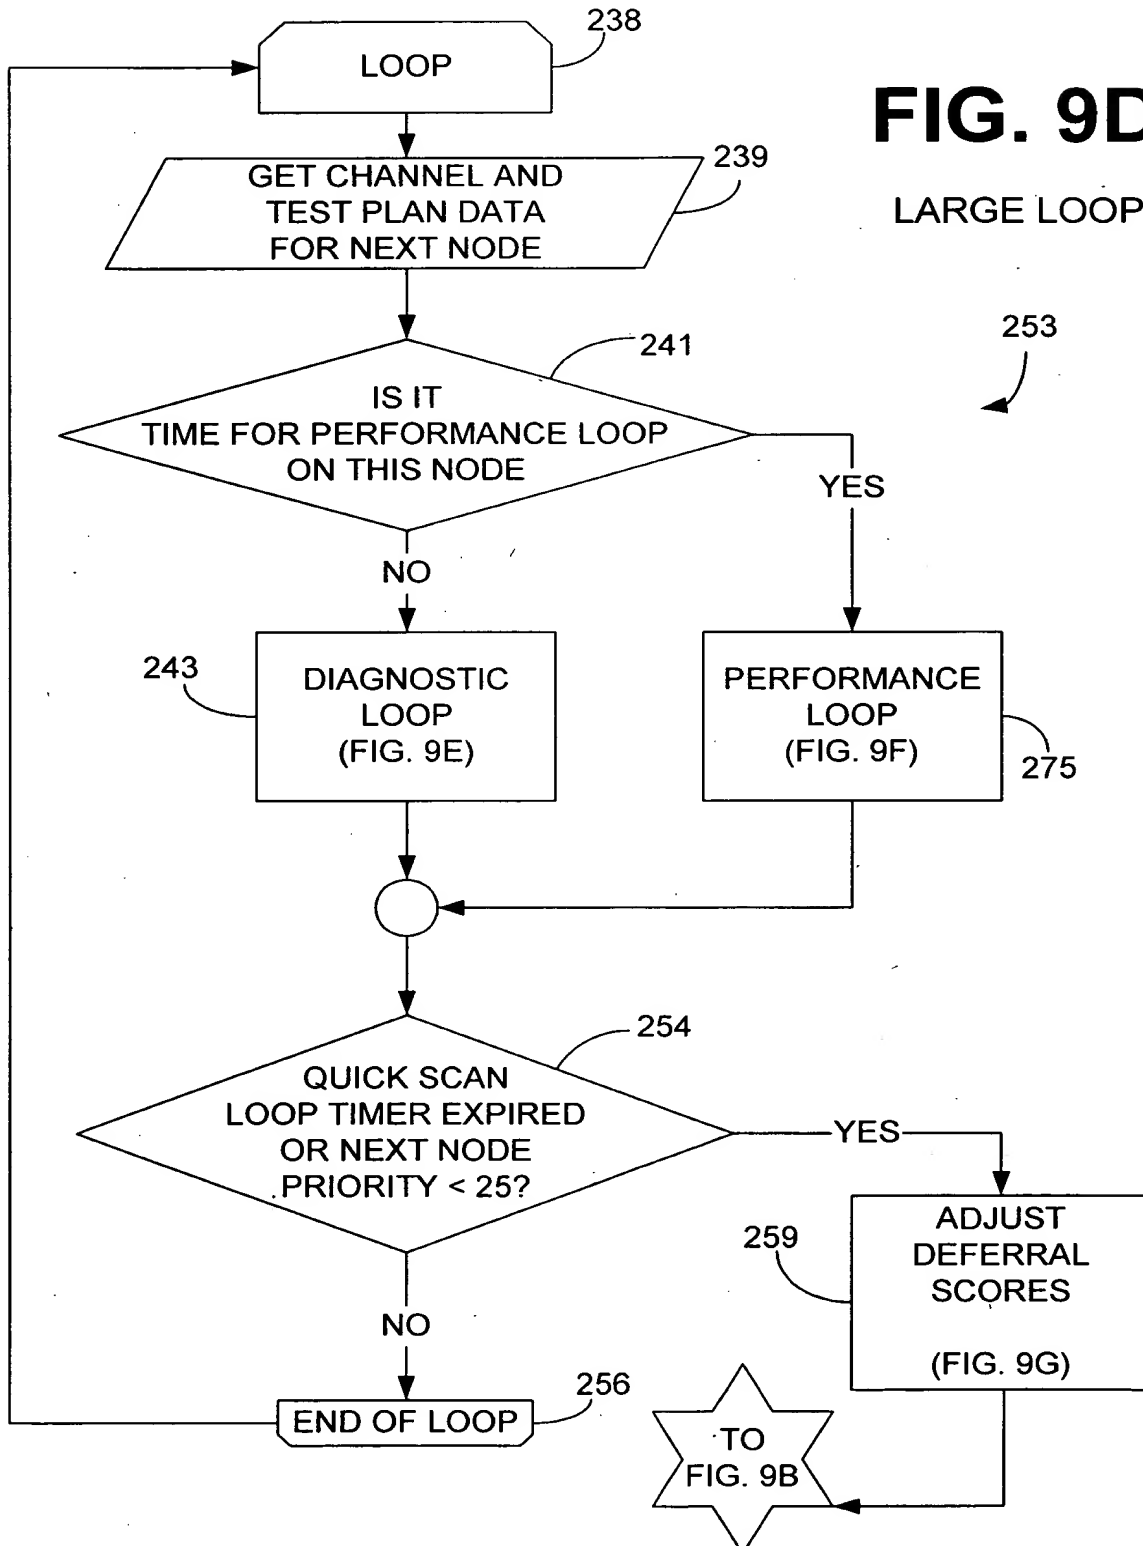 238
LOOP
FIG. 9D
239
GET CHANNEL AND
TEST PLAN DATA
FOR NEXT NODE
LARGE LOOP
253
241
IS IT
TIME FOR PERFORMANCE LOOP
ON THIS NODE
YES
NO
243
DIAGNOSTIC
LOOP
(FIG. 9E)
PERFORMANCE
LOOP
(FIG. 9F)
275
254
QUICK SCAN
LOOP TIMER EXPIRED
OR NEXT NODE
PRIORITY < 25?
YES
259
ADJUST
DEFERRAL
SCORES
(FIG. 9G)
NO
256
END OF LOOP
TO
FIG. 9B